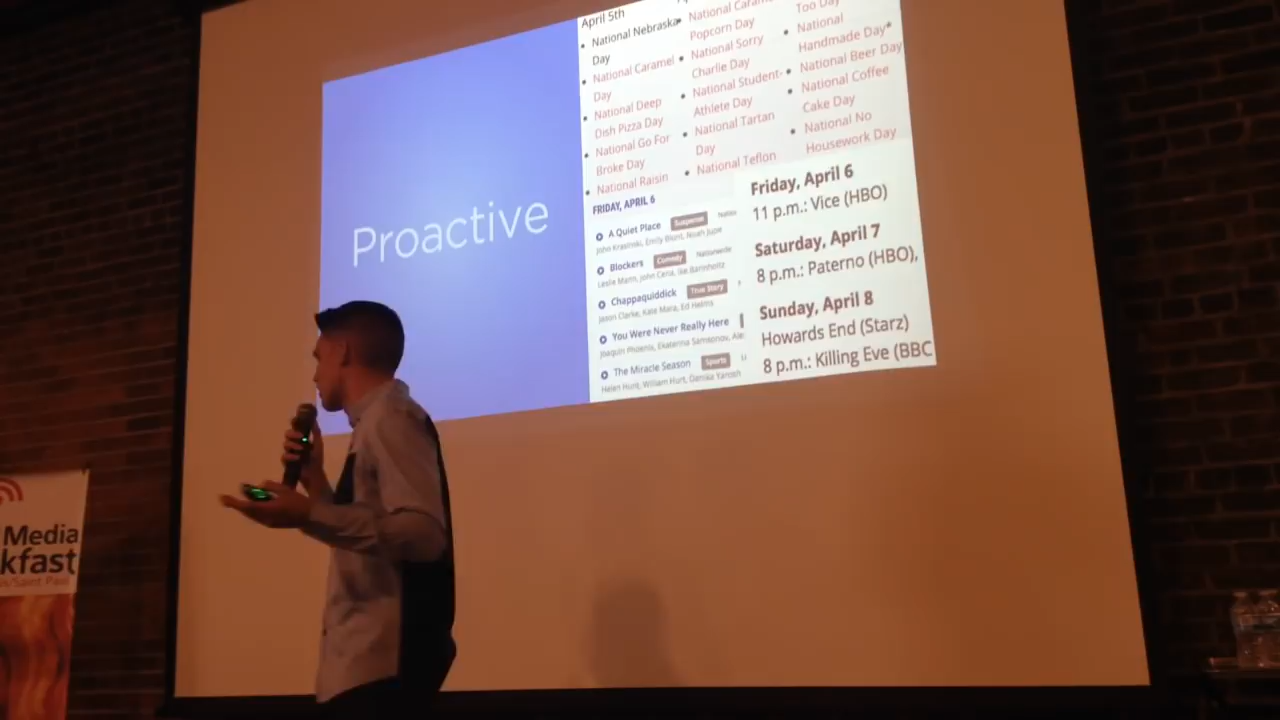 Proactive
April 5th
National Nebraska
Day
National Caramel
Day
National Deep
Dish Pizza Day
National Go For
Broke Day
National Raisin
National Caramel
Popcorn Day
National Sorry
Charlie Day
National Student-
Athlete Day
National Tartan
Day
National Teflon
Too Day
National
Handmade Day*
National Beer Day
National Coffee
Cake Day
National No
Housework Day
FRIDAY, APRIL 6
A Quiet Place Suspense
John Krasinski, Emily Blunt, Noah Jupe
Blockers Comedy Nationwide
Leslie Mann, John Cena, Ike Barinholtz
Chappaquiddick True Story
Jason Clarke, Kate Mara, Ed Helms
You Were Never Really Here
Joaquin Phoenix, Ekaterina Samsonov, Ale
The Miracle Season Sports
Helen Hunt, William Hurt, Danika Yarosh
Friday, April 6
11 p.m.: Vice (HBO)
Saturday, April 7
8 p.m.: Paterno (HBO),
Sunday, April 8
Howards End (Starz)
8 p.m.: Killing Eve (BBC
Media
kfast
is/Saint Paul